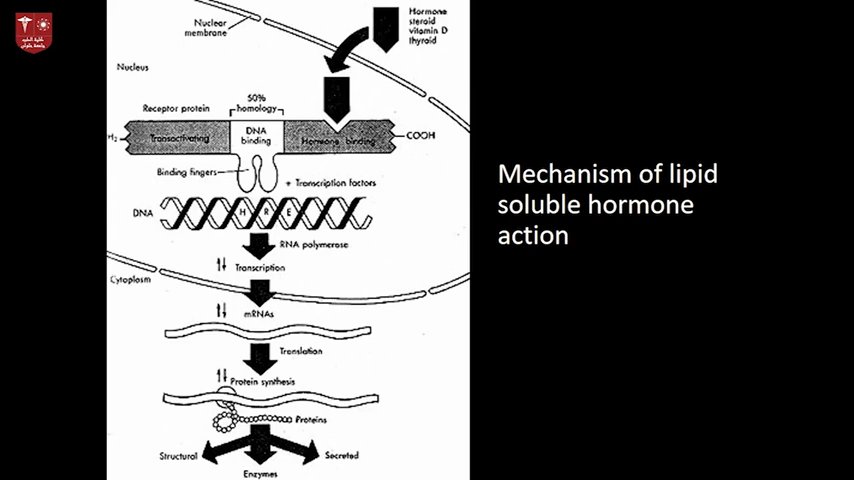 Hormone
steroid
vitamin D
thyroid
Nuclear
membrane
Nucleus
50%
homology
Receptor protein
H2
Transactivating
DNA
binding
Hormone binding
COOH
Binding fingers
+ Transcription factors
DNA
H R E
RNA polymerase
Transcription
Cytoplasm
mRNAs
Translation
Protein synthesis
Proteins
Structural
Enzymes
Secreted
Mechanism of lipid
soluble hormone
action